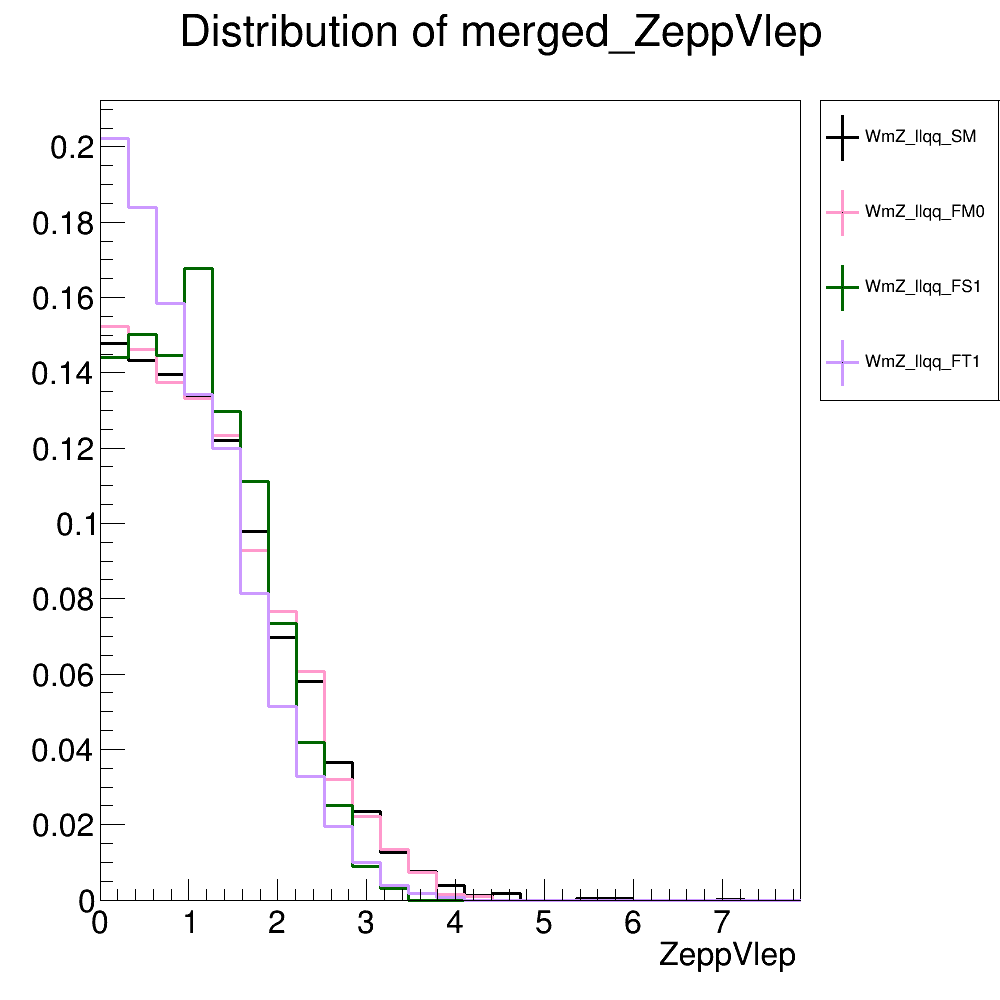 Distribution of merged_ZeppVlep
0.2
0.18
0.16
0.14
0.12
0.1
0.08
0.06
0.04
0.02
0
0 1 2 3 4 5 6 7
ZeppVlep
WmZ_llqq_SM
WmZ_llqq_FM0
WmZ_llqq_FS1
WmZ_llqq_FT1